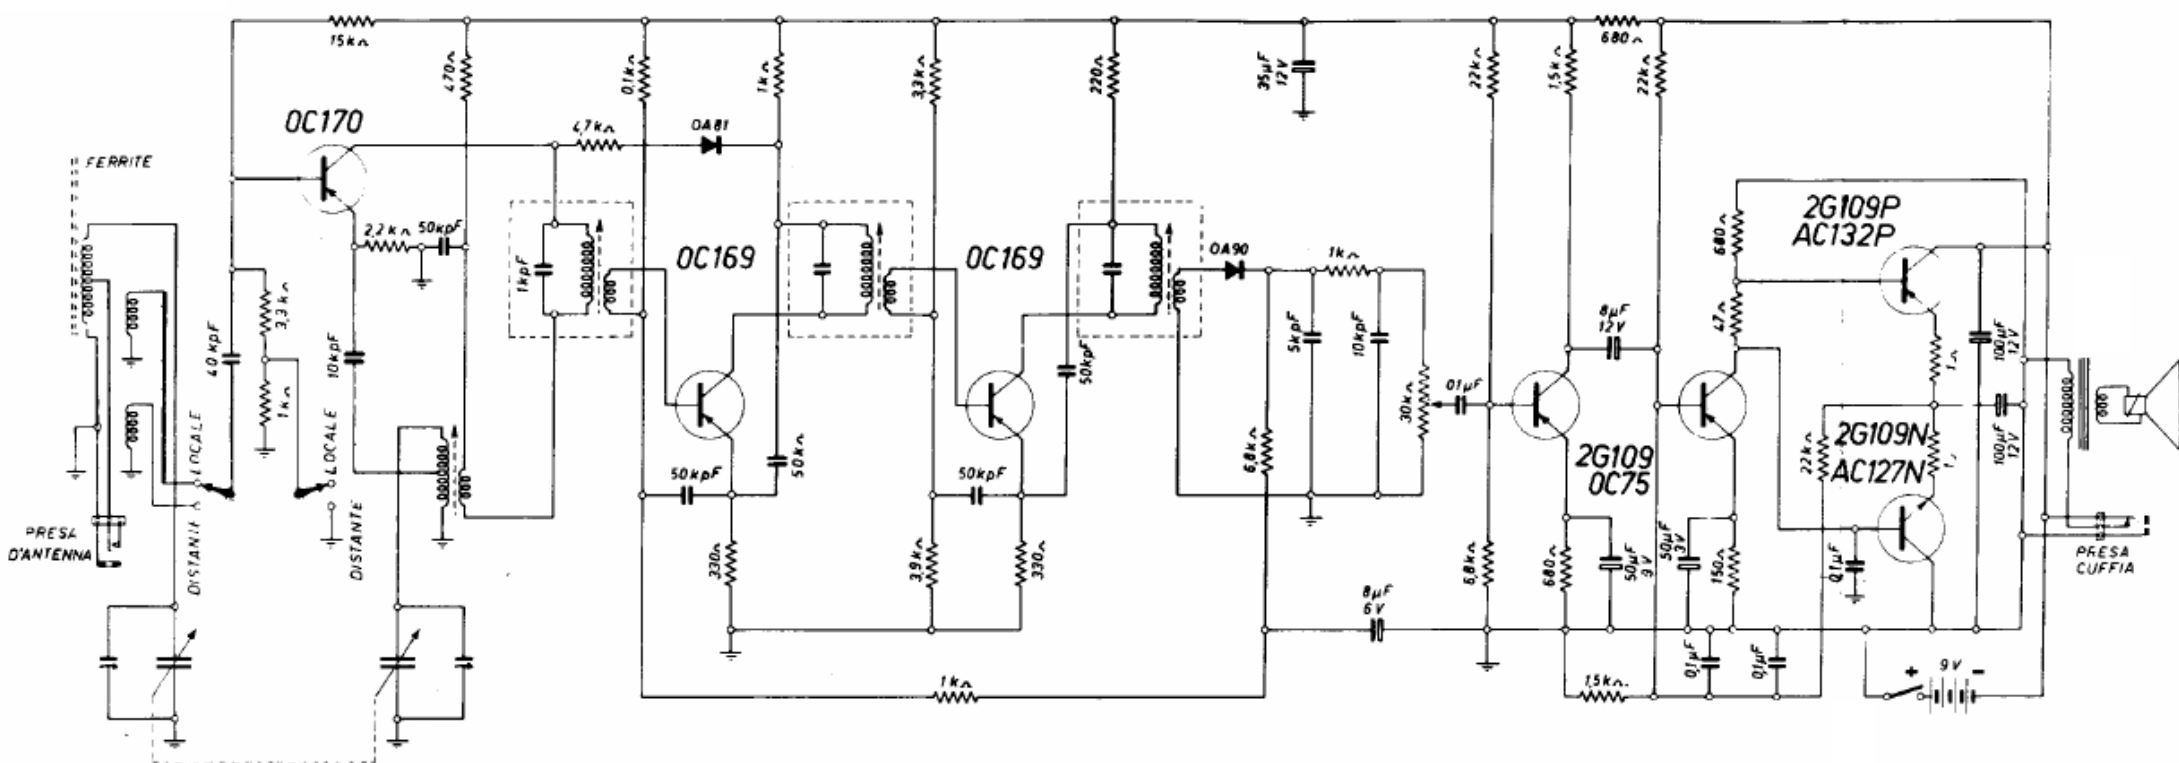 15kΩ
470Ω
0,1kΩ
1kΩ
3,3kΩ
220Ω
35µF
12V
22kΩ
1,5kΩ
680Ω
22kΩ
OC170
4,7kΩ
OA81
FERRITE
2,2kΩ
50kpF
1kpF
OC169
OC169
OA90
1kΩ
680Ω
2G109P
AC132P
40kpF
3,3kΩ
1kΩ
10kpF
50kpF
5kpF
10kpF
30kΩ
0,1µF
8µF
12V
47Ω
1Ω
100µF
12V
LOCALE
DISTANTE
LOCALE
DISTANTE
50kpF
50kΩ
50kpF
6,8kΩ
2G109
OC75
22kΩ
2G109N
AC127N
100µF
12V
PRESA
D'ANTENNA
330Ω
3,9kΩ
330Ω
6,8kΩ
680Ω
50µF
9V
50µF
3V
150Ω
0,1µF
PRESA
CUFFIA
8µF
6V
1kΩ
1,5kΩ
0,1µF
0,1µF
+ 9V -